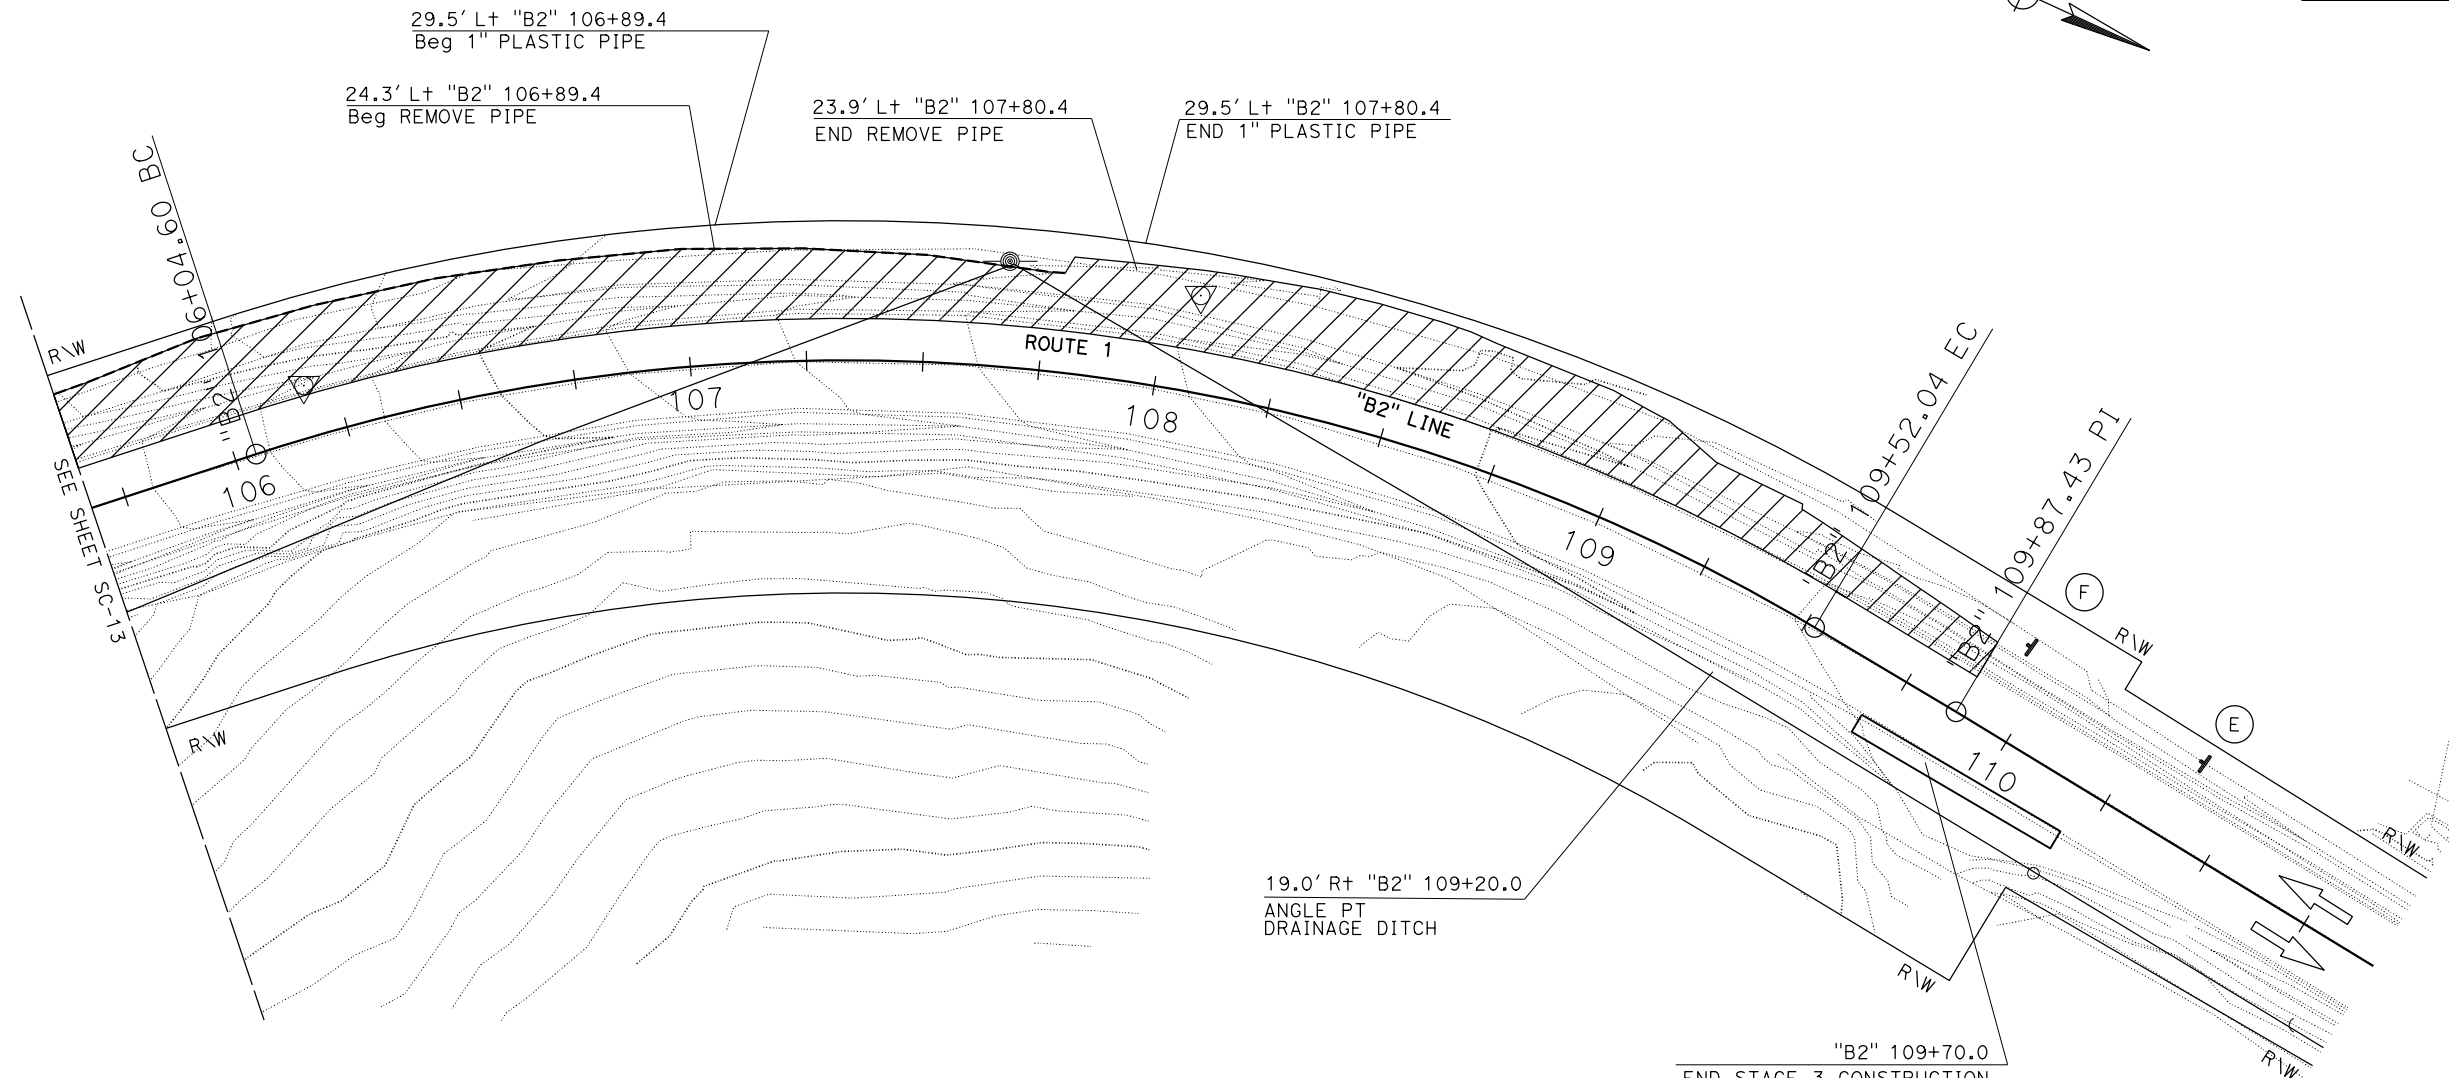 29.5' Lt "B2" 106+89.4
Beg 1" PLASTIC PIPE
24.3' Lt "B2" 106+89.4
Beg REMOVE PIPE
23.9' Lt "B2" 107+80.4
END REMOVE PIPE
29.5' Lt "B2" 107+80.4
END 1" PLASTIC PIPE
"B2" 106+04.60 BC
R\W
SEE SHEET SC-13
106
107
ROUTE 1
108
"B2" LINE
109
"B2" 109+52.04 EC
"B2" 109+87.43 PI
F
R\W
E
110
R\W
R\W
19.0' Rt "B2" 109+20.0
ANGLE PT
DRAINAGE DITCH
R\W
R\W
"B2" 109+70.0
END STAGE 3 CONSTRUCTION